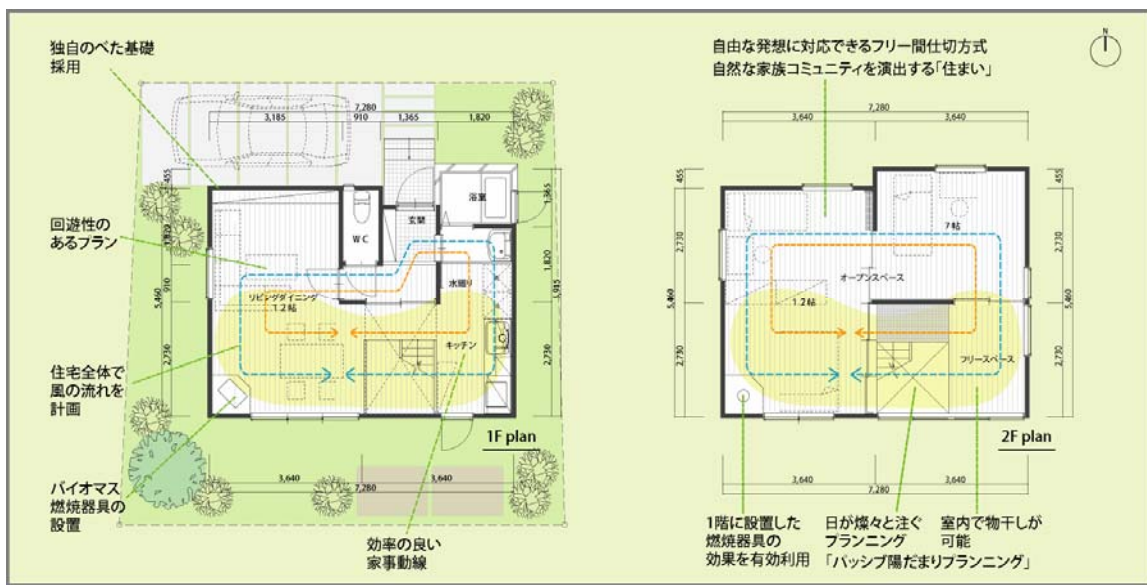 独自のべた基礎
採用
回遊性の
あるプラン
住宅全体で
風の流れを
計画
バイオマス
燃焼器具の
設置
7,280
3,185
910
1,365
1,820
455
1,820
910
5,460
2,730
浴室
玄関
WC
水廻り
リビングダイニング
12帖
キッチン
1,365
1,820
2,730
3,640
7,280
3,640
1F plan
効率の良い
家事動線
自由な発想に対応できるフリー間仕切方式
自然な家族コミュニティを演出する「住まい」
N
7,280
3,640
3,640
455
2,730
5,460
2,730
7帖
オープンスペース
12帖
フリースペース
455
2,730
5,460
2,730
3,640
3,640
7,280
2F plan
1階に設置した
燃焼器具の
効果を有効利用
日が燦々と注ぐ
プランニング
「パッシブ陽だまりプランニング」
室内で物干しが
可能